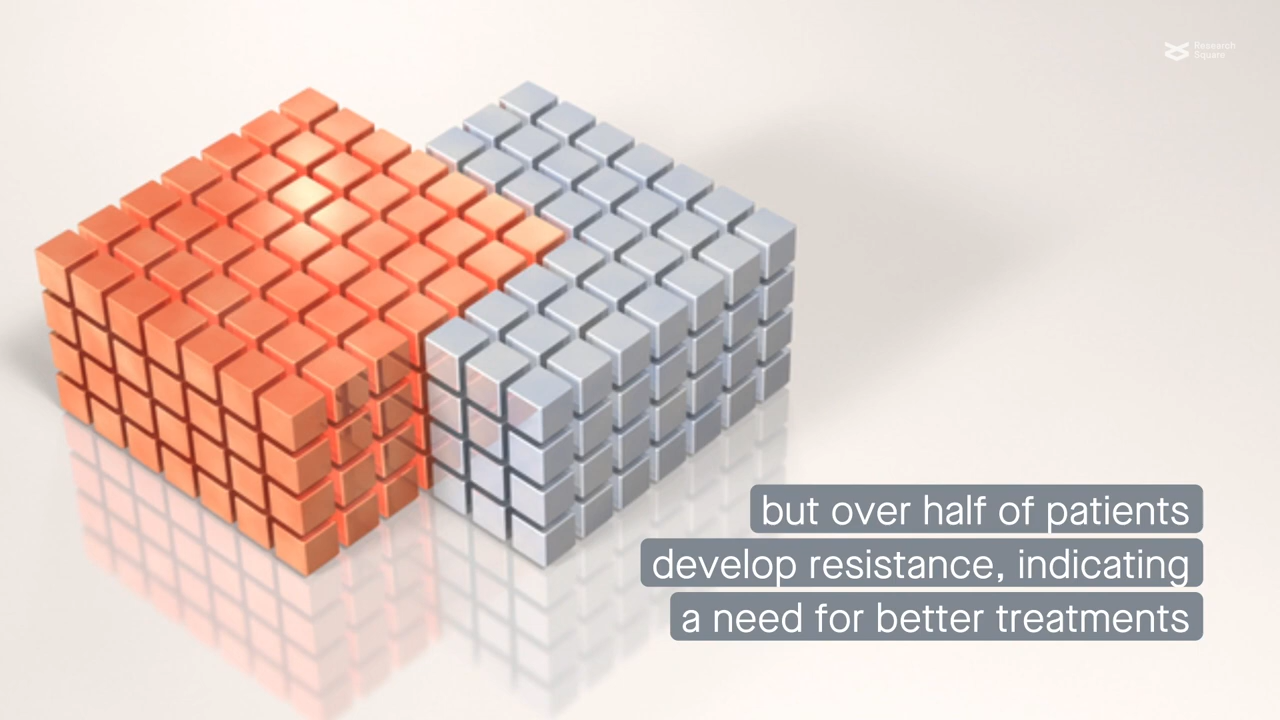 Research
Square
but over half of patients
develop resistance, indicating
a need for better treatments